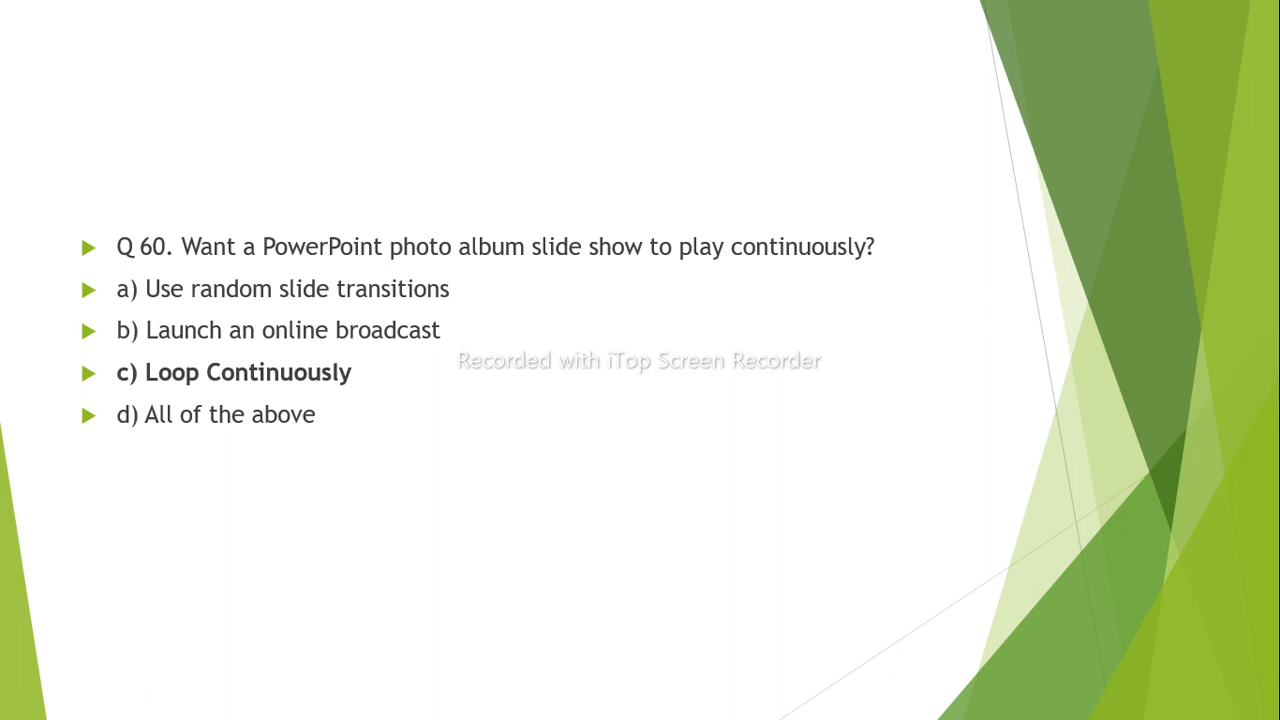 Q 60. Want a PowerPoint photo album slide show to play continuously?
a) Use random slide transitions
b) Launch an online broadcast
Recorded with iTop Screen Recorder
c) Loop Continuously
d) All of the above